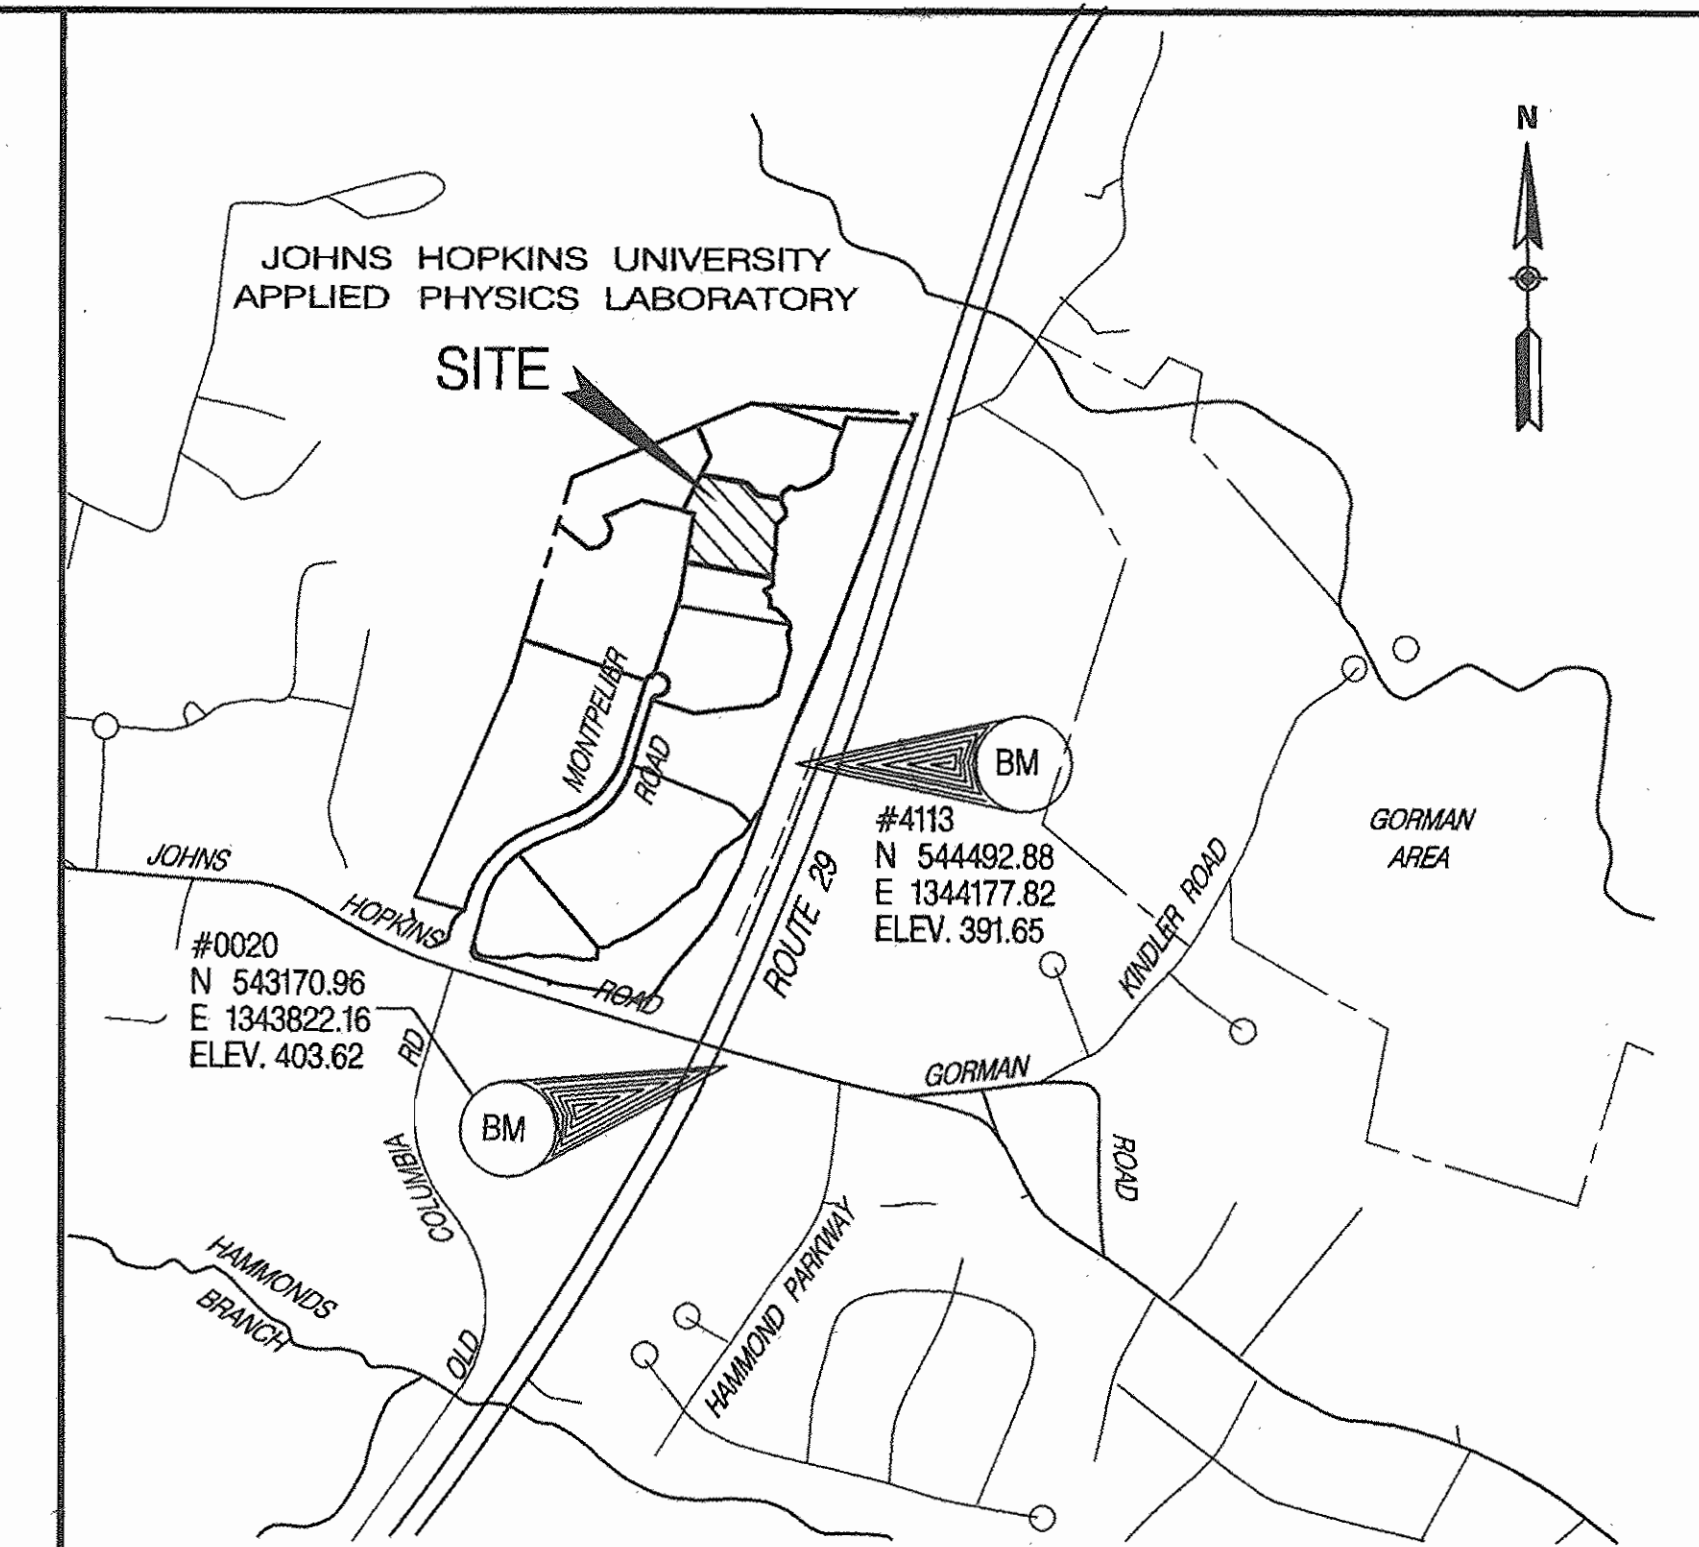 N
JOHNS HOPKINS UNIVERSITY
APPLIED PHYSICS LABORATORY
SITE
MONTPELIER
ROAD
BM
#4113
N 544492.88
E 1344177.82
ELEV. 391.65
GORMAN
AREA
JOHNS
HOPKINS
ROAD
ROUTE 29
KINDLER ROAD
#0020
N 543170.96
E 1343822.16
ELEV. 403.62
RD
COLUMBIA
OLD
BM
GORMAN
ROAD
HAMMONDS
BRANCH
HAMMOND PARKWAY